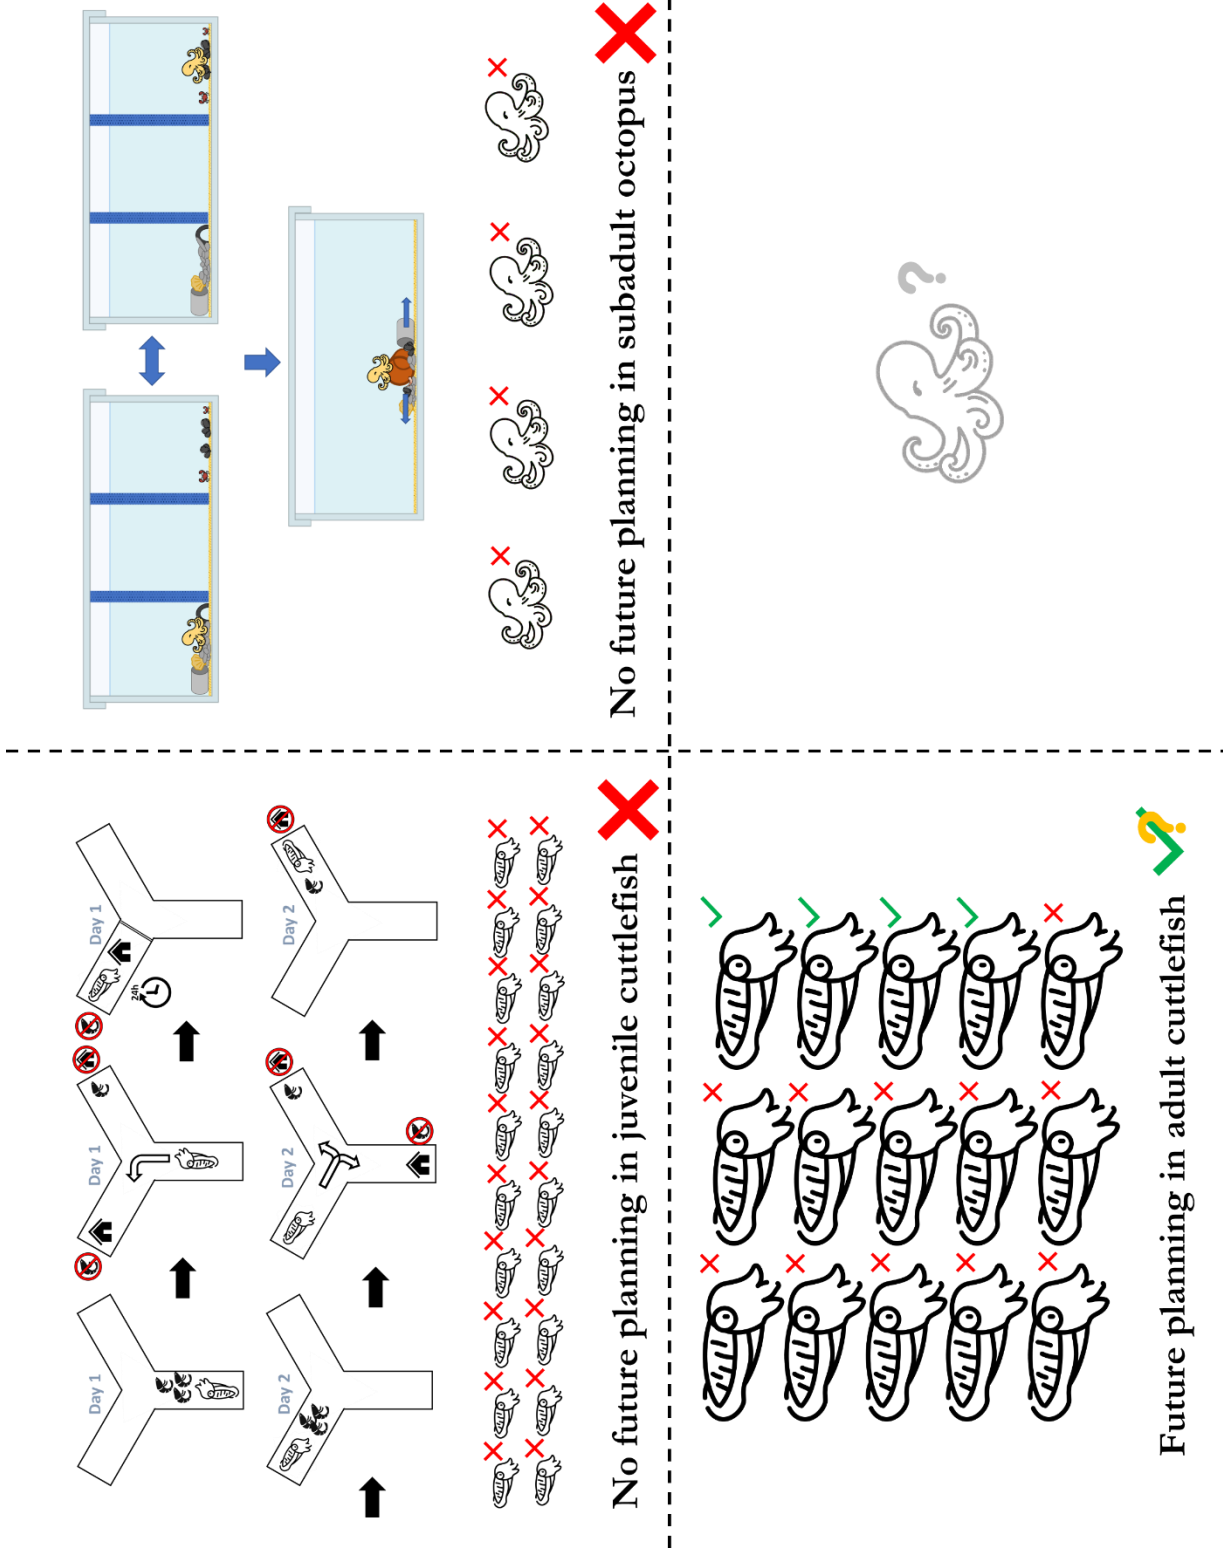 Day 1
Day 1
Day 1
24h
Day 2
Day 2
Day 2
No future planning in juvenile cuttlefish
No future planning in subadult octopus
?
Future planning in adult cuttlefish
?